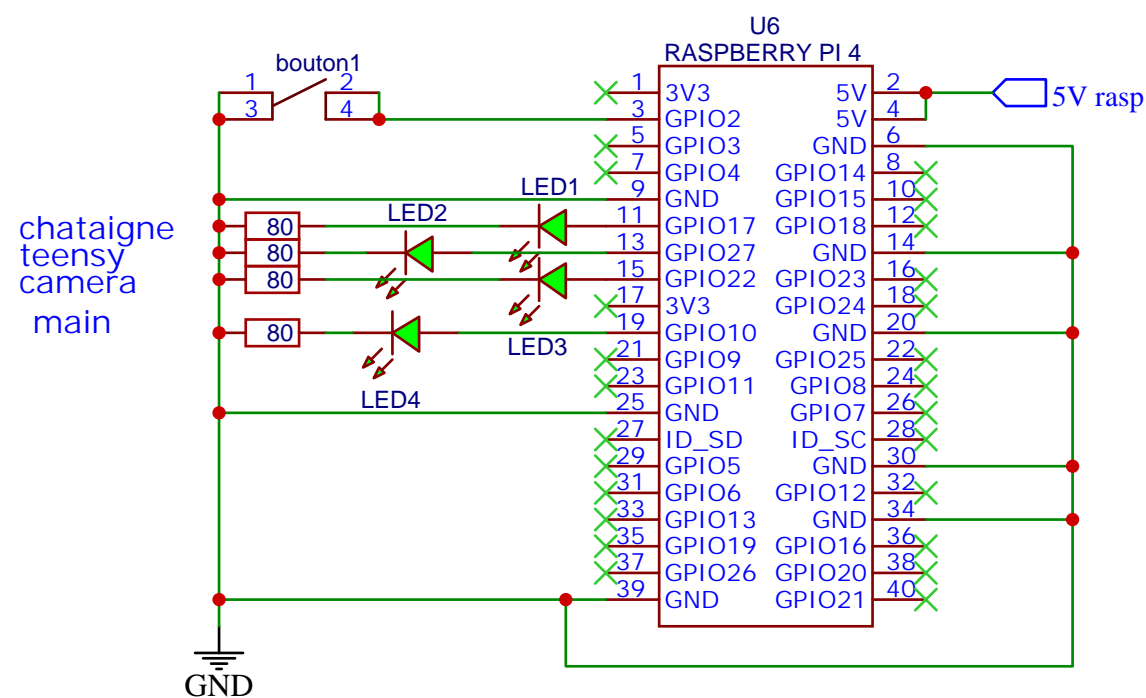 U6
RASPBERRY PI 4
bouton1
1 2
3 4
1 3V3 5V 2
5V rasp
3 GPIO2 5V 4
5 GPIO3 GND 6
7 GPIO4 GPIO14 8
9 GND GPIO15 10
LED1
11 GPIO17 GPIO18 12
LED2
80
13 GPIO27 GND 14
80
15 GPIO22 GPIO23 16
80
chataigne
teensy
camera
main
17 3V3 GPIO24 18
19 GPIO10 GND 20
80
LED3
21 GPIO9 GPIO25 22
23 GPIO11 GPIO8 24
LED4
25 GND GPIO7 26
27 ID_SD ID_SC 28
29 GPIO5 GND 30
31 GPIO6 GPIO12 32
33 GPIO13 GND 34
35 GPIO19 GPIO16 36
37 GPIO26 GPIO20 38
39 GND GPIO21 40
GND